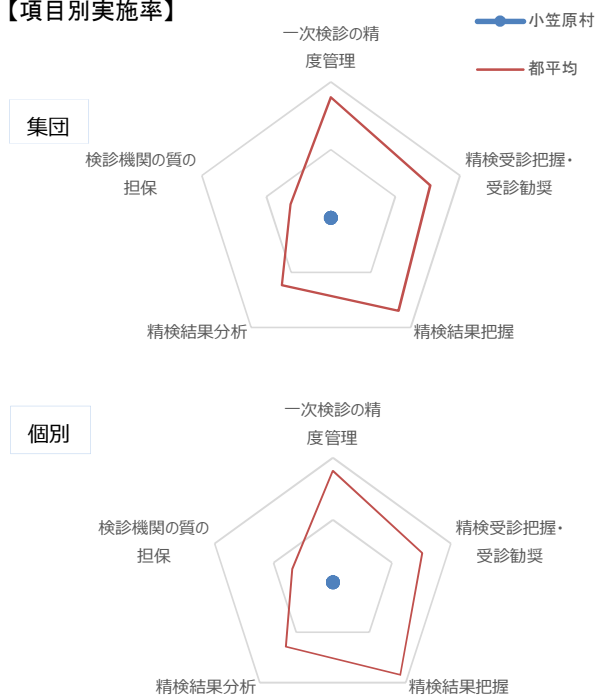 【項目別実施率】
小笠原村
都平均
集団
一次検診の精
度管理
精検受診把握・
受診勧奨
精検結果把握
精検結果分析
検診機関の質の
担保
個別
一次検診の精
度管理
精検受診把握・
受診勧奨
精検結果把握
精検結果分析
検診機関の質の
担保